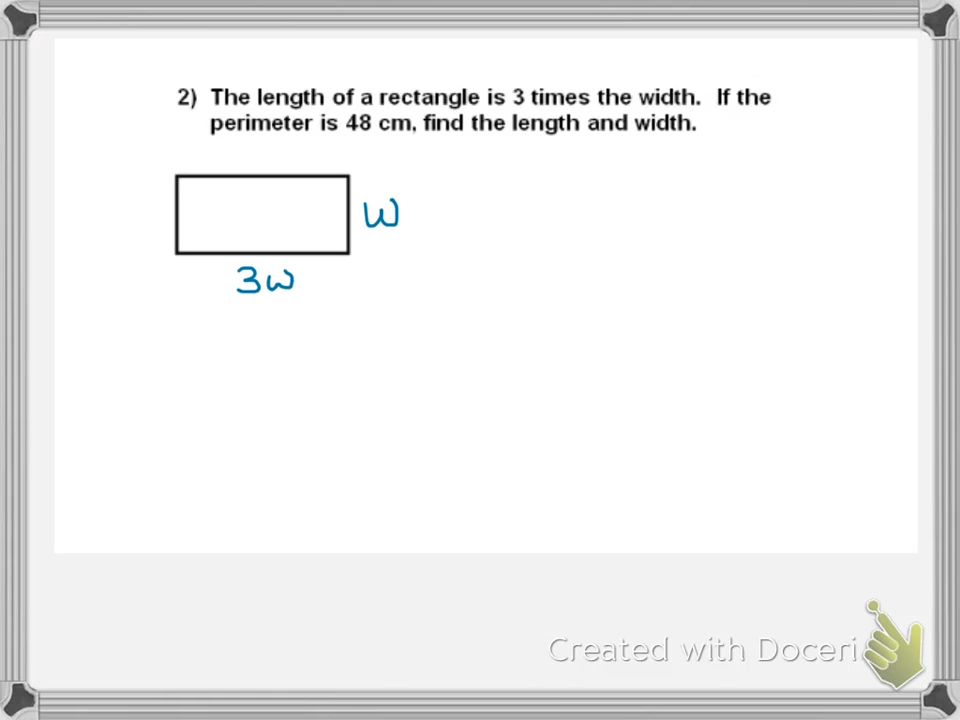 2) The length of a rectangle is 3 times the width. If the
perimeter is 48 cm, find the length and width.
W
3w
Created with Doceri